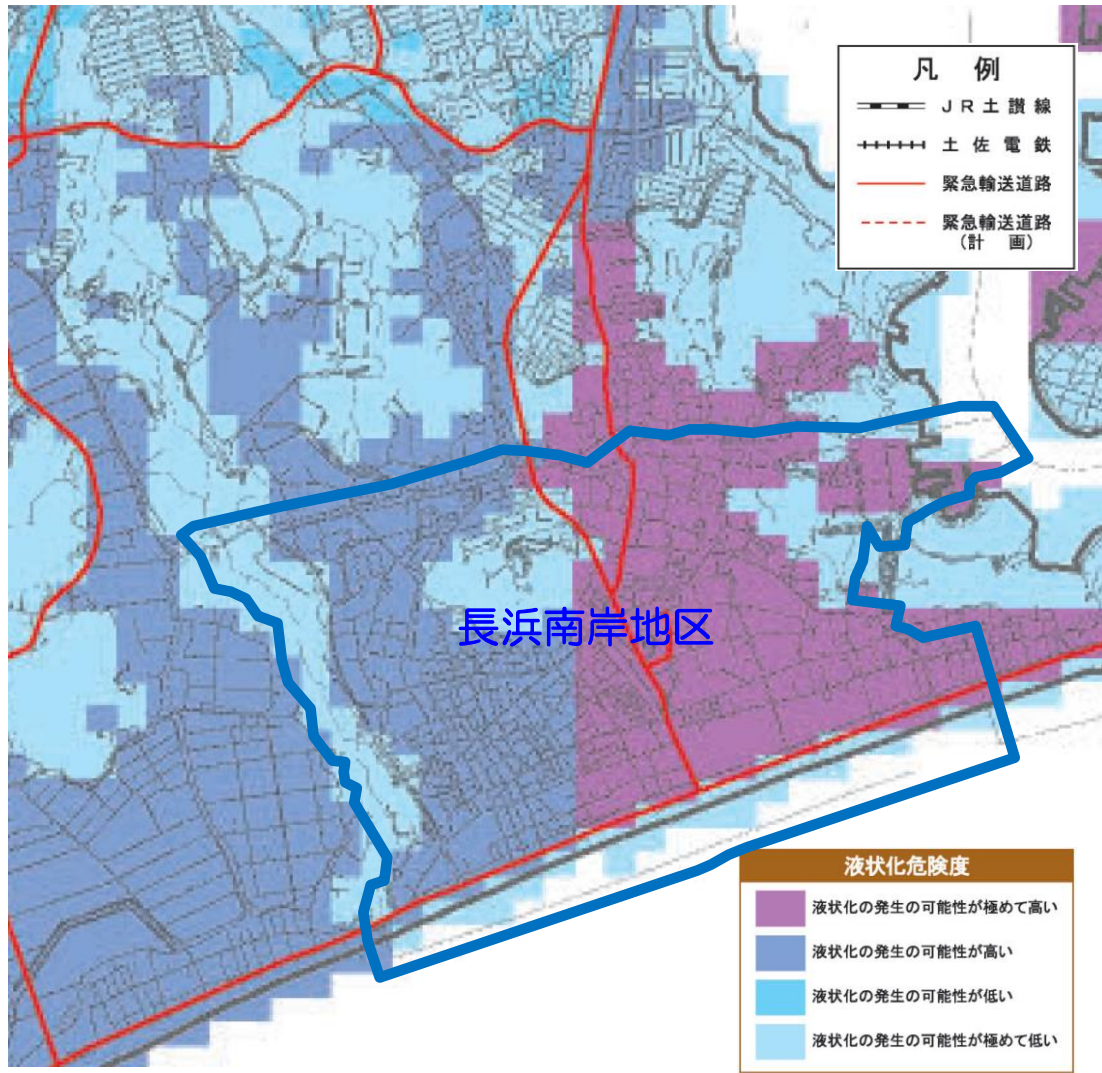 凡 例
JR土讃線
土佐電鉄
緊急輸送道路
緊急輸送道路
(計 画)
長浜南岸地区
液状化危険度
液状化の発生の可能性が極めて高い
液状化の発生の可能性が高い
液状化の発生の可能性が低い
液状化の発生の可能性が極めて低い